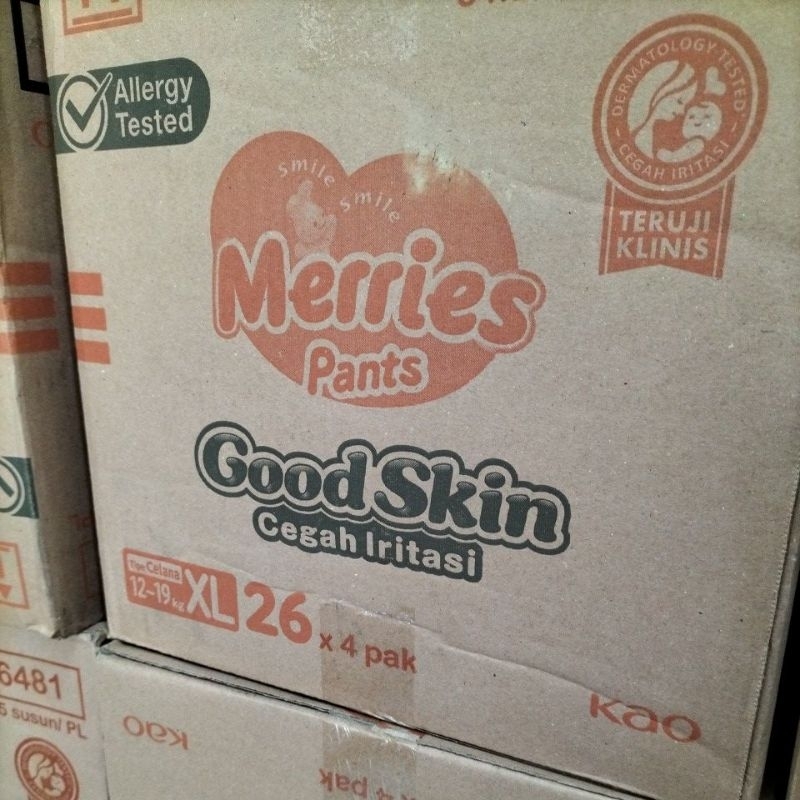 Allergy
Tested
DERMATOLOGY TESTED
CEGAH IRITASI
TERUJI
KLINIS
Smile Smile
Merries
Pants
Good Skin
Cegah Iritasi
Tipe Celana
12-19 kg
XL 26 x 4 pak
Kao
6481
5 susun/ PL
Kao
x 4 pak